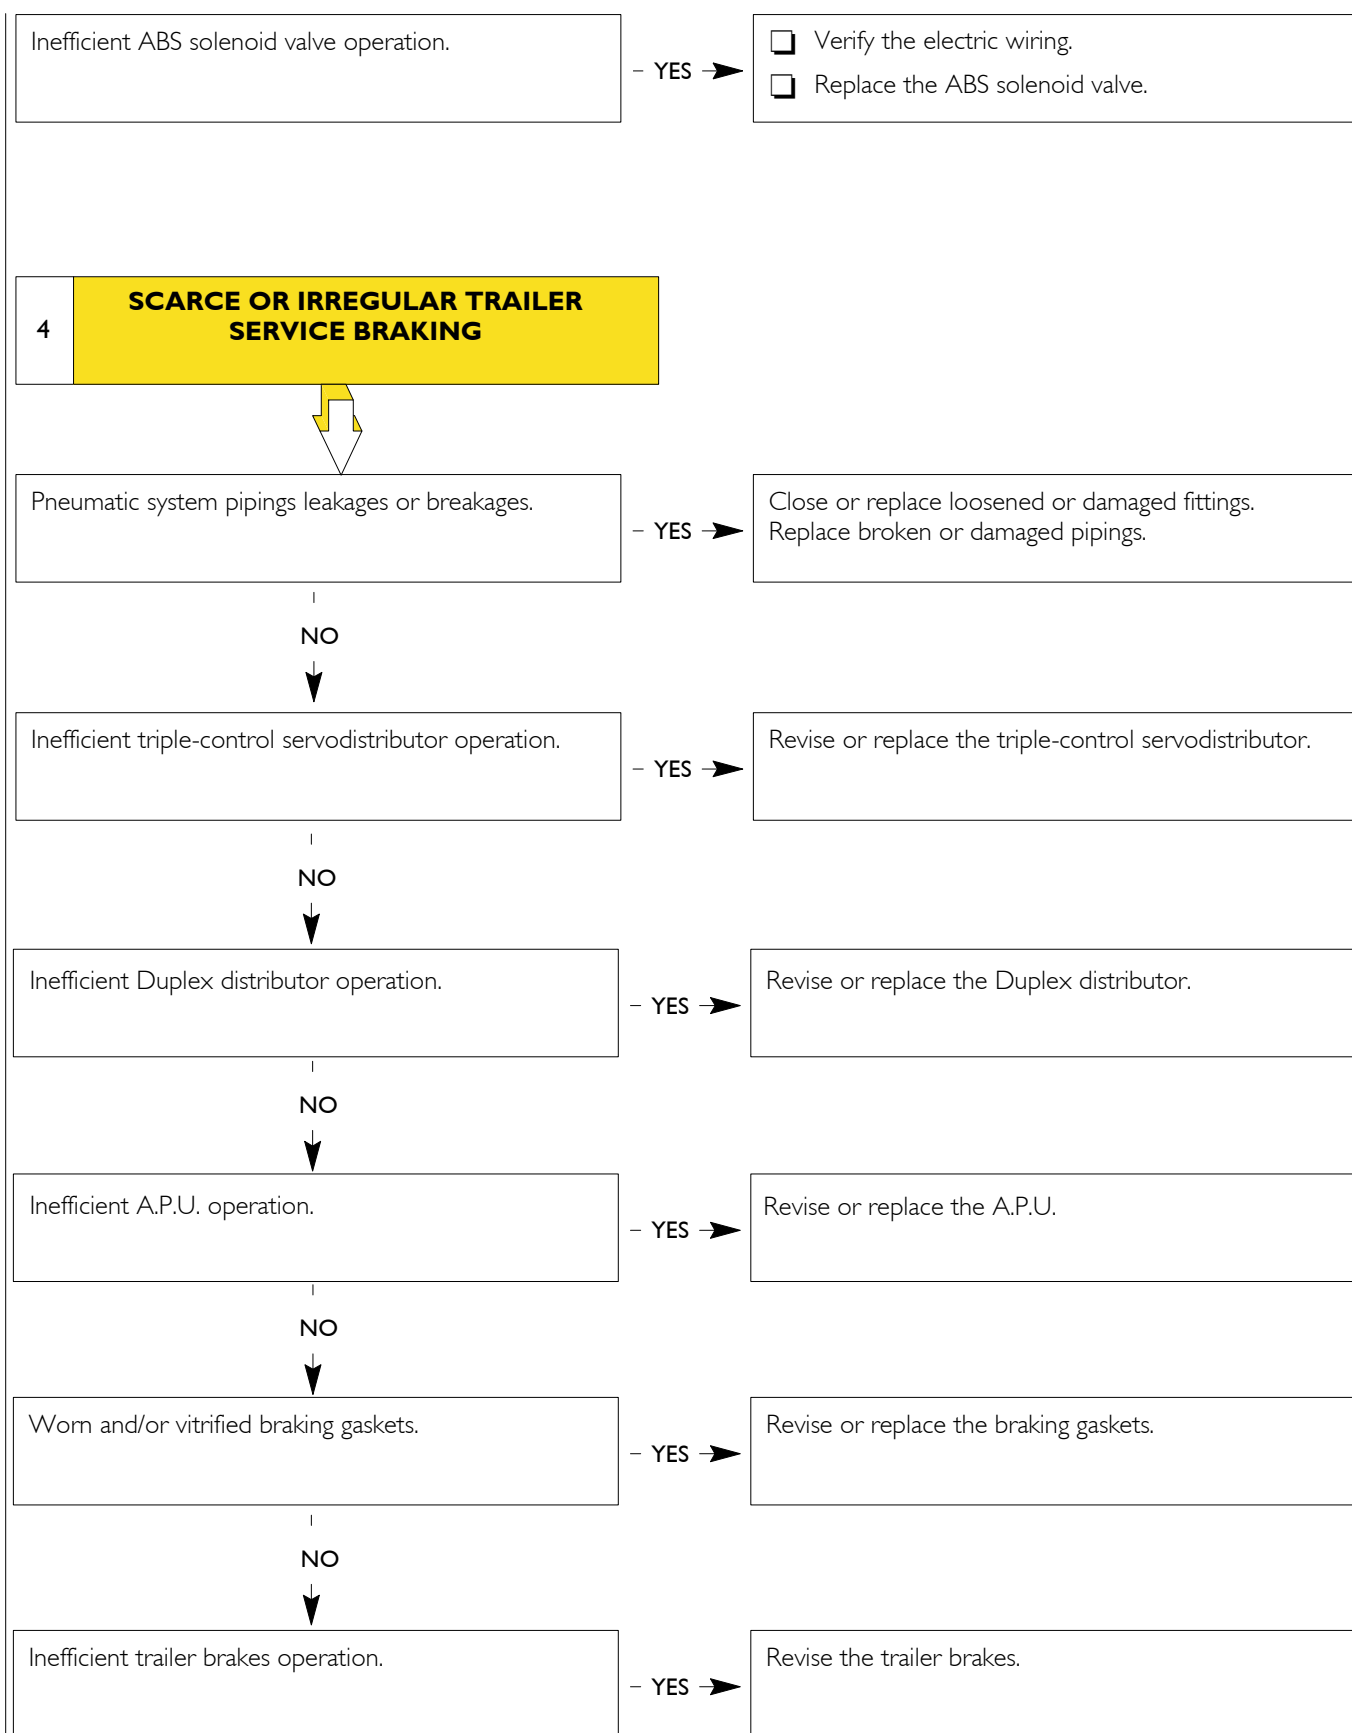 Inefficient ABS solenoid valve operation.
YES
Verify the electric wiring.
Replace the ABS solenoid valve.
4
SCARCE OR IRREGULAR TRAILER
SERVICE BRAKING
Pneumatic system pipings leakages or breakages.
YES
Close or replace loosened or damaged fittings.
Replace broken or damaged pipings.
NO
Inefficient triple-control servodistributor operation.
YES
Revise or replace the triple-control servodistributor.
NO
Inefficient Duplex distributor operation.
YES
Revise or replace the Duplex distributor.
NO
Inefficient A.P.U. operation.
YES
Revise or replace the A.P.U.
NO
Worn and/or vitrified braking gaskets.
YES
Revise or replace the braking gaskets.
NO
Inefficient trailer brakes operation.
YES
Revise the trailer brakes.